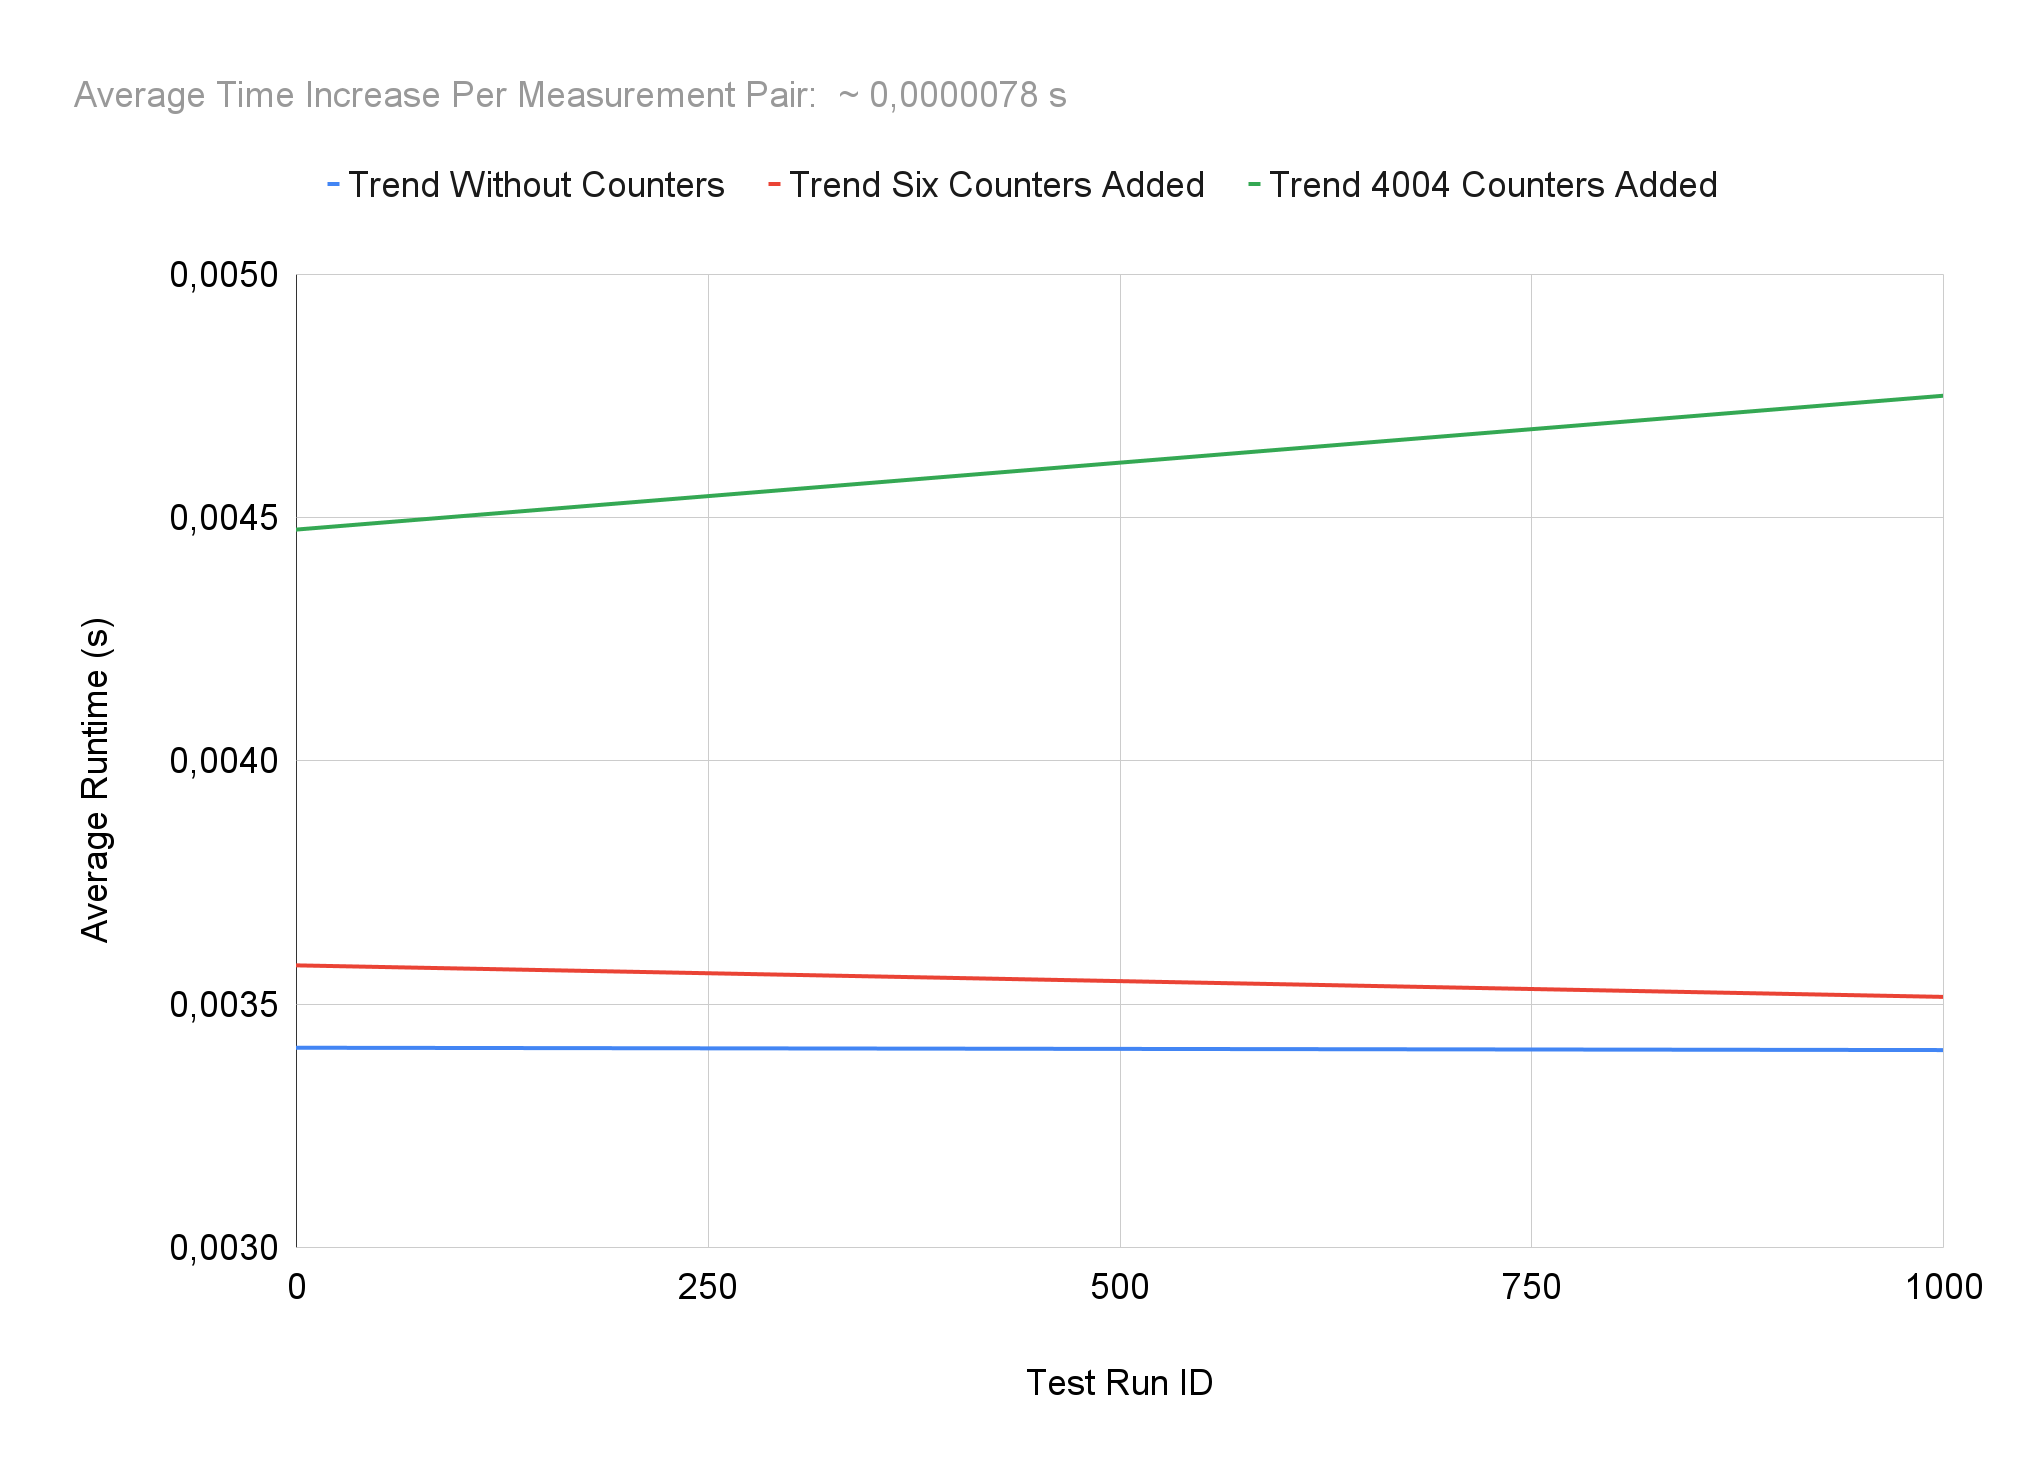 Average Time Increase Per Measurement Pair:  ~ 0,0000078 s
Trend Without Counters Trend Six Counters Added Trend 4004 Counters Added
0,0050
0,0045
0,0040
0,0035
0,0030
Average Runtime (s)
0 250 500 750 1000
Test Run ID